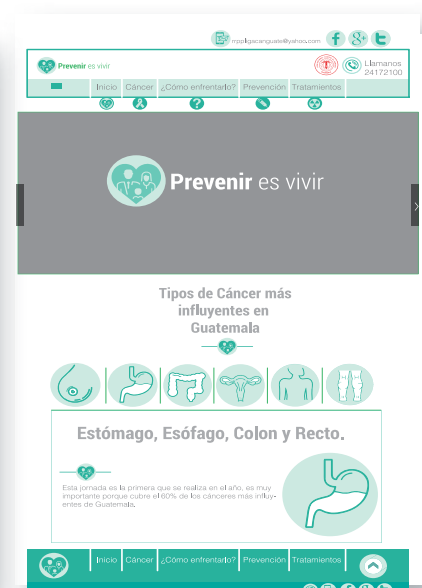 mpoligacanguate@yahoo.com
Prevenir es vivir
Llamanos
24172100
Inicio Cáncer ¿Cómo enfrentarlo? Prevención Tratamientos
Prevenir es vivir
Tipos de Cáncer más
influyentes en
Guatemala
Estómago, Esófago, Colon y Recto.
Esta jornada es la primera que se realiza en el año, es muy
importante porque cubre el 60% de los cánceres más influy-
entes de Guatemala.
Inicio Cáncer ¿Cómo enfrentarlo? Prevención Tratamientos